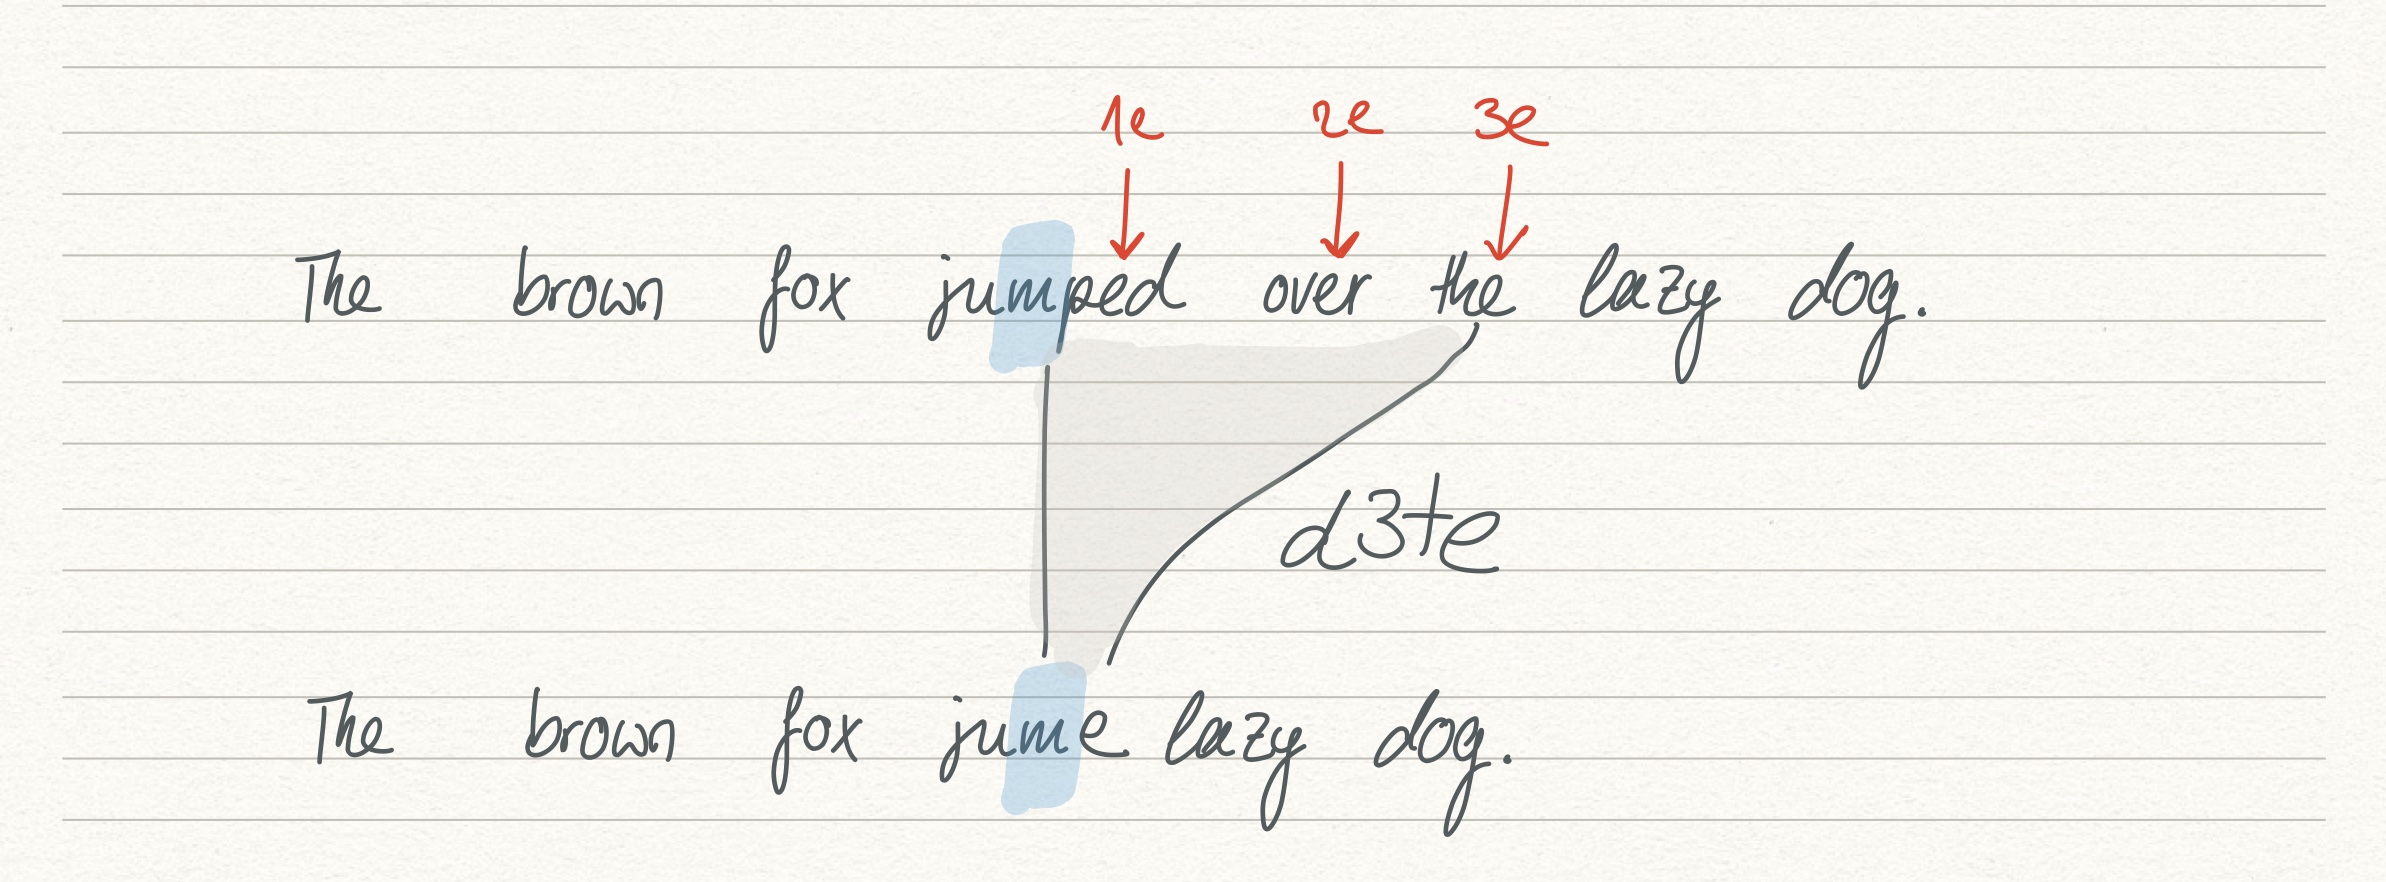 1e 2e 3e
The brown fox jumped over the lazy dog.
d3te
The brown fox jume lazy dog.